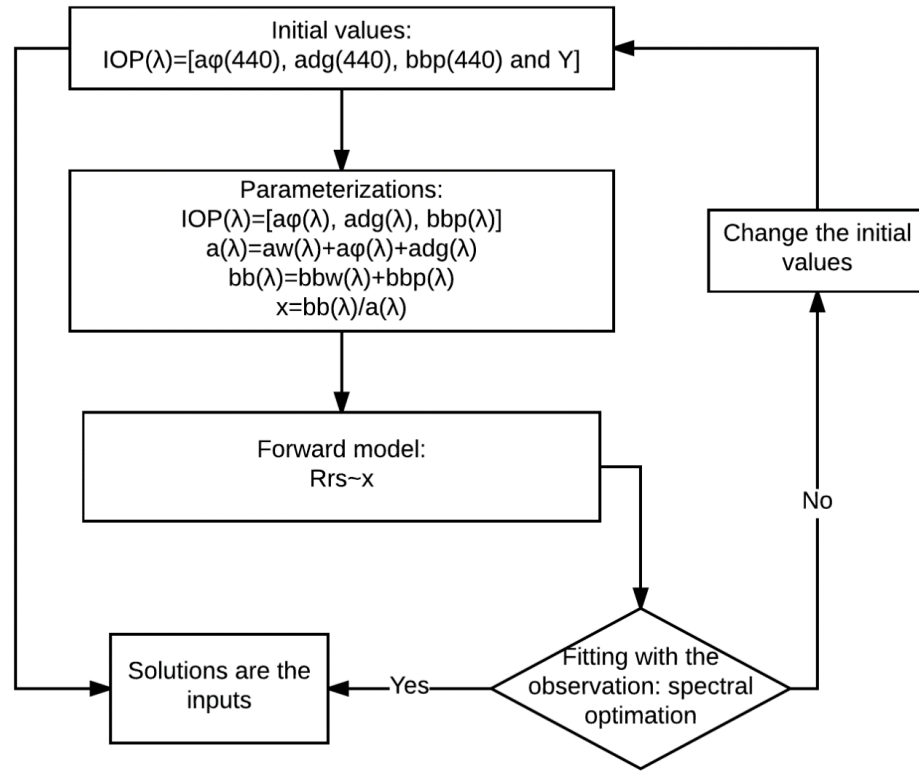 Initial values:
IOP(λ)=[aφ(440), adg(440), bbp(440) and Y]
Parameterizations:
IOP(λ)=[aφ(λ), adg(λ), bbp(λ)]
a(λ)=aw(λ)+aφ(λ)+adg(λ)
bb(λ)=bbw(λ)+bbp(λ)
x=bb(λ)/a(λ)
Change the initial
values
Forward model:
Rrs~x
No
Fitting with the
observation: spectral
optimation
Yes
Solutions are the
inputs